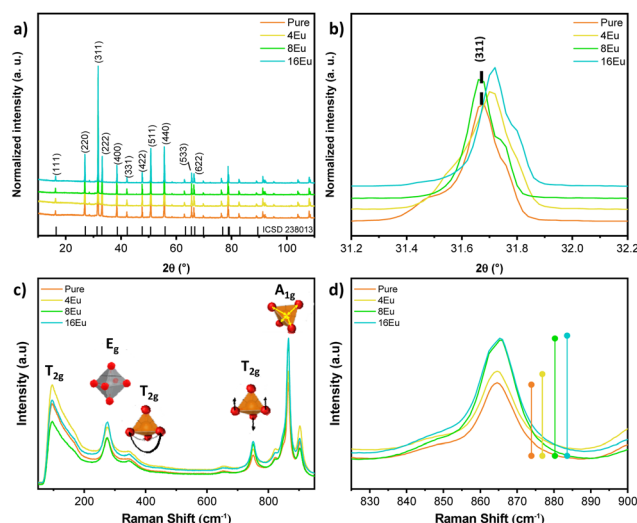 a)
Pure
4Eu
8Eu
16Eu
Normalized intensity (a. u.)
(111)
(220)
(311)
(222)
(400)
(331)
(422)
(511)
(440)
(533)
(622)
ICSD 238013
10 20 40 60 80 100
2θ (°)
b)
Pure
4Eu
8Eu
16Eu
(311)
Normalized intensity (a. u.)
31.2 31.4 31.6 31.8 32.0 32.2
2θ (°)
c)
Pure
4Eu
8Eu
16Eu
Intensity (a.u)
T2g
Eg
T2g
T2g
A1g
200 400 600 800
Raman Shift (cm-1)
d)
Pure
4Eu
8Eu
16Eu
Intensity (a.u)
830 840 850 860 870 880 890 900
Raman Shift (cm-1)